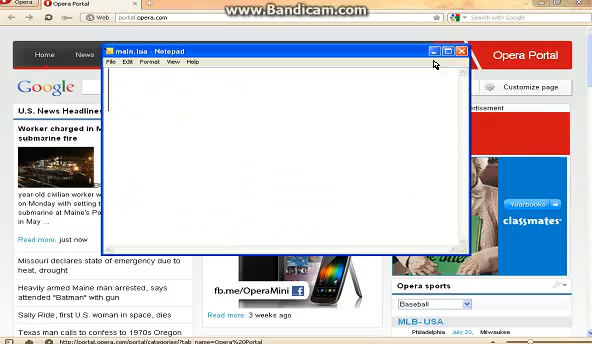 www.Bandicam.com
Opera
Opera Portal
Web
portal.opera.com
Search with Google
main.lua - Notepad
File Edit Format View Help
Home
News
Opera Portal
Google
Customize page
U.S. News Headlines
Worker charged in M
submarine fire
year-old civilian worker w
on Monday with setting
submarine at Maine's Po
in May ...
Read more. just now
Missouri declares state of emergency due to
heat, drought
Heavily armed Maine man arrested, says
attended "Batman" with gun
Sally Ride, first U.S. woman in space, dies
Texas man calls to confess to 1970s Oregon
fb.me/OperaMini
Read more. 3 weeks ago
ertisement
Yearbooks
classmates
Opera sports
Baseball
MLB- USA
Philadelphia July 23, Milwaukee
http://portal.opera.com/portal/categories/?tab_name=Opera%20Portal